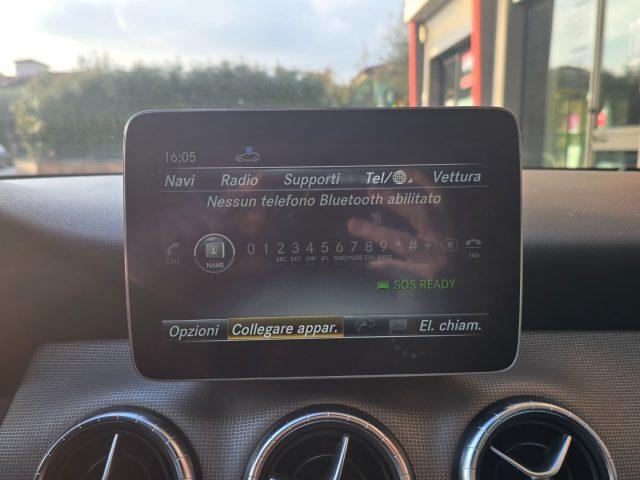 16:05
Navi Radio Supporti Tel/ Vettura
Nessun telefono Bluetooth abilitato
CALL NAME 0 1 2 3 4 5 6 7 8 9 * # + END
ABC DEF GHI JKL MNO PQRS TUV WXYZ
SOS READY
Opzioni Collegare appar. El. chiam.